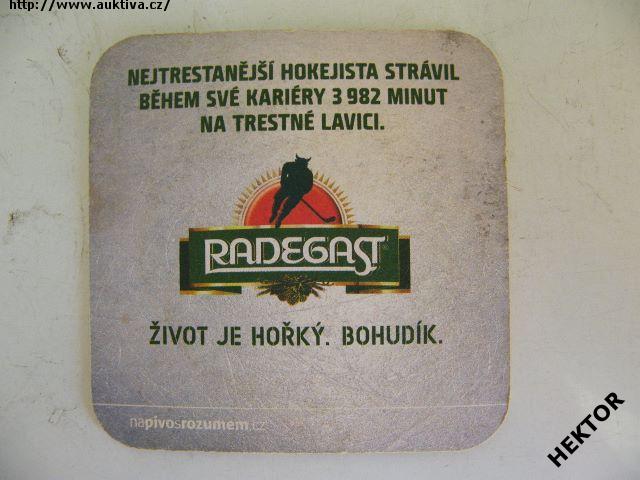 http://www.auktiva.cz/
NEJTRESTANĚJŠÍ HOKEJISTA STRÁVIL
BĚHEM SVÉ KARIÉRY 3 982 MINUT
NA TRESTNÉ LAVICI.
RADEGAST
ŽIVOT JE HOŘKÝ. BOHUDÍK.
napivosrozumem.cz
HEKTOR